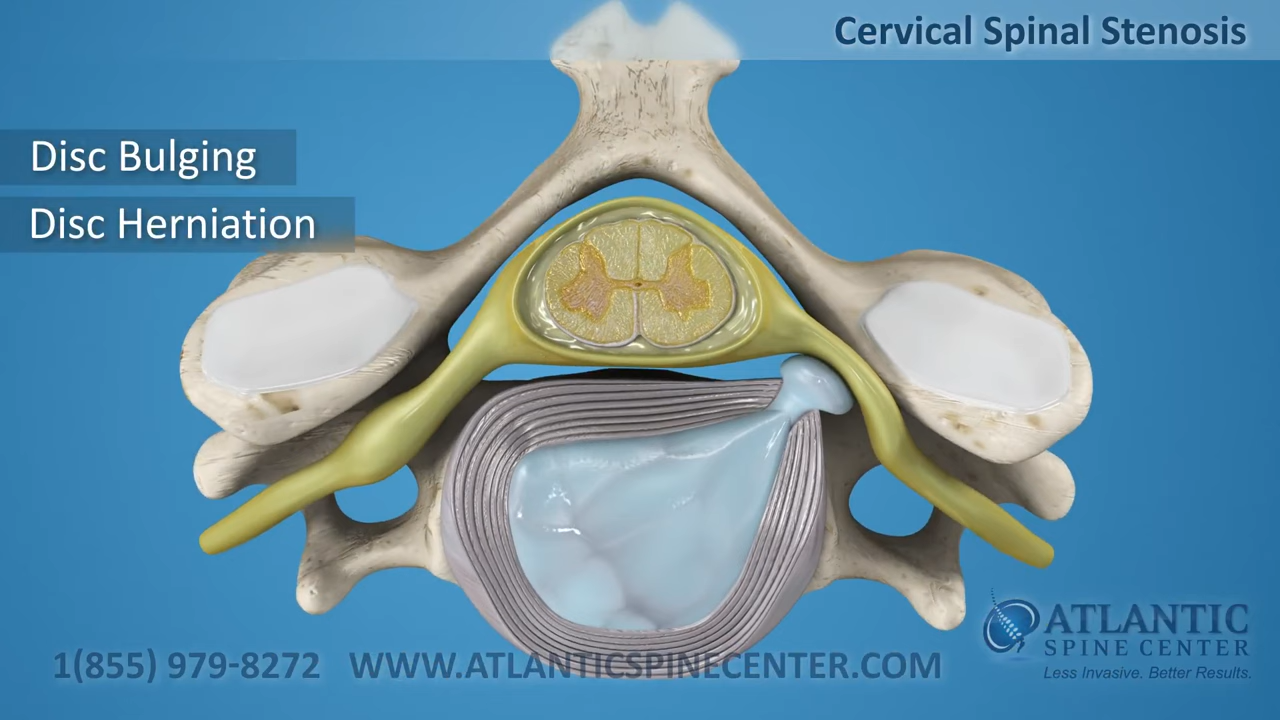 Cervical Spinal Stenosis
Disc Bulging
Disc Herniation
1(855) 979-8272 WWW.ATLANTICSPINECENTER.COM
ATLANTIC
SPINE CENTER
Less Invasive. Better Results.